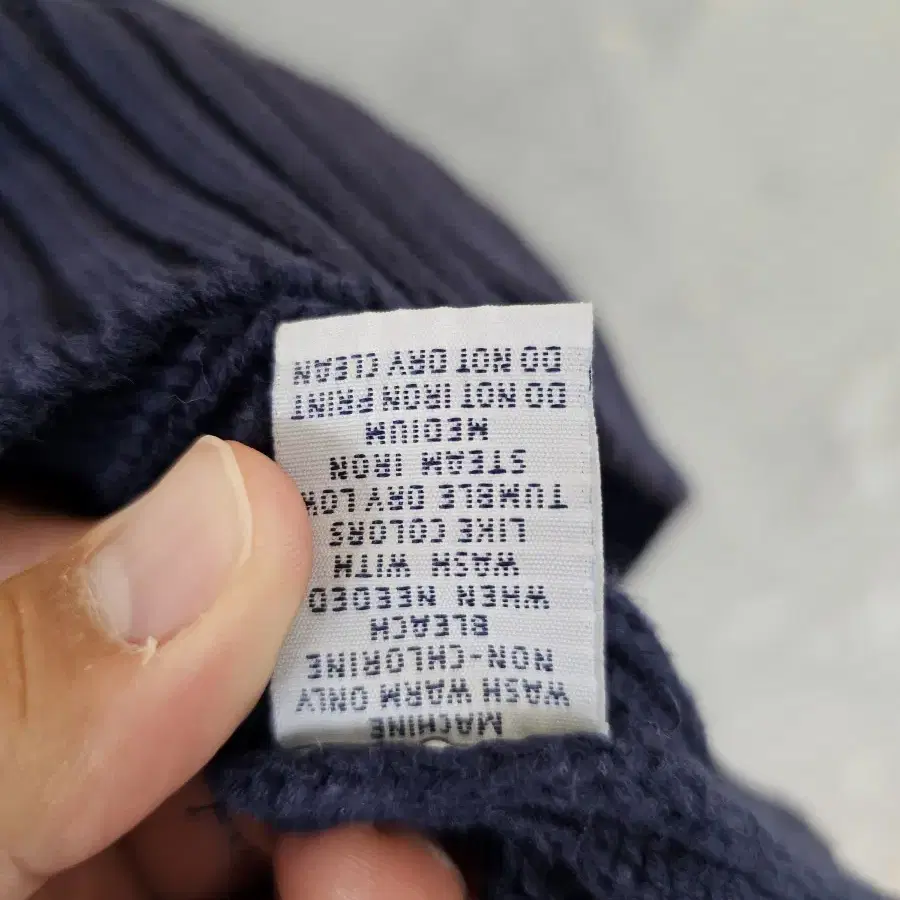 MACHINE
WASH WARM ONLY
NON-CHLORINE
BLEACH
WHEN NEEDED
WASH WITH
LIKE COLORS
TUMBLE DRY LOW
STEAM IRON
MEDIUM
DO NOT IRON PRINT
DO NOT DRY CLEAN